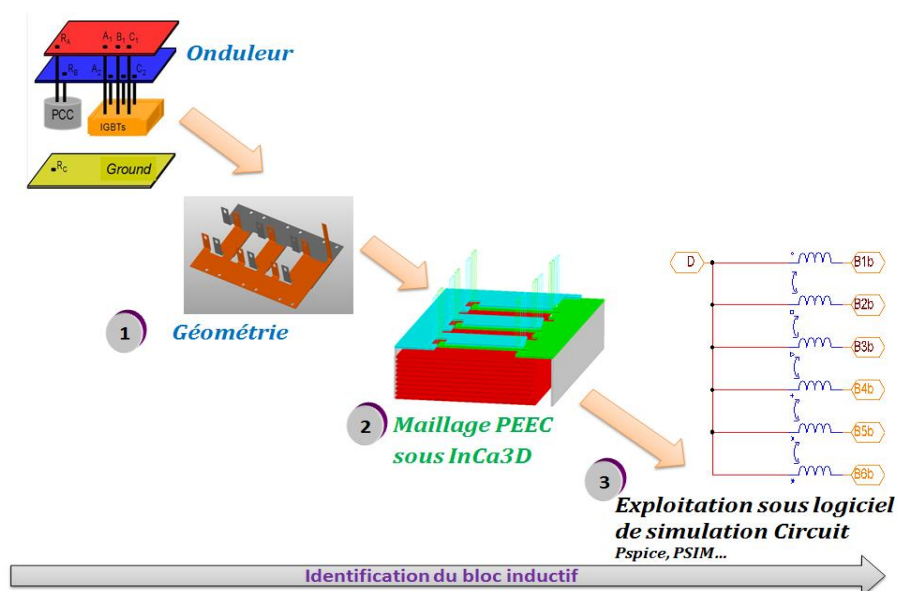 R_A A_1 B_1 C_1
Onduleur
R_B A_2 C_2
PCC
IGBTs
R_C Ground
D
B1b
B2b
B3b
B4b
B5b
B6b
1 Géométrie
2 Maillage PEEC
sous InCa3D
3
Exploitation sous logiciel
de simulation Circuit
Pspice, PSIM...
Identification du bloc inductif